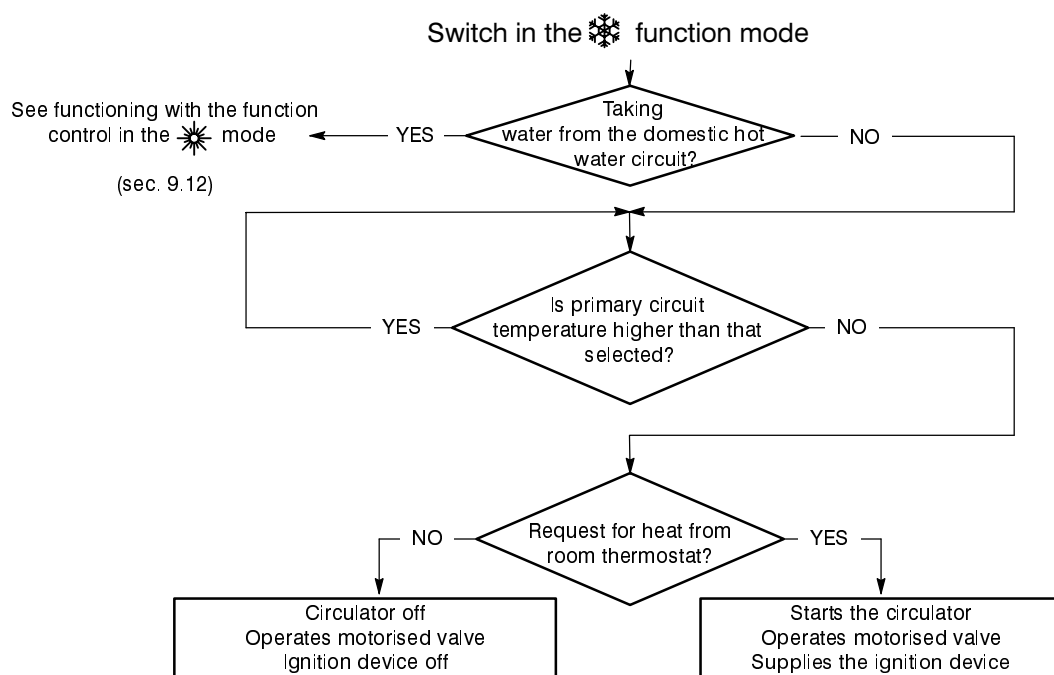 Switch in the function mode
Taking
water from the domestic hot
water circuit?
See functioning with the function
control in the mode
(sec. 9.12)
YES
NO
Is primary circuit
temperature higher than that
selected?
YES
NO
Request for heat from
room thermostat?
NO
YES
Circulator off
Operates motorised valve
Ignition device off
Starts the circulator
Operates motorised valve
Supplies the ignition device